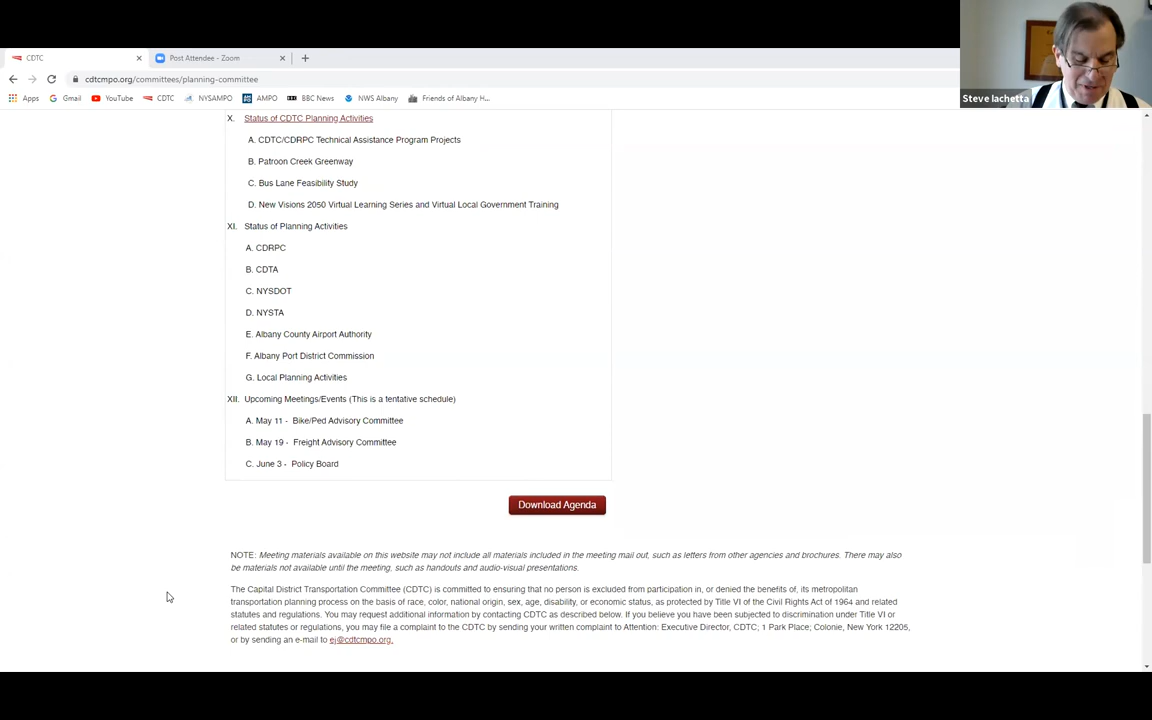 CDTC
Post Attendee - Zoom
cdtcmpo.org/committees/planning-committee
Apps Gmail YouTube CDTC NYSAMPO AMPO BBC News NWS Albany Friends of Albany H...
Steve Iachetta
X. Status of CDTC Planning Activities
A. CDTC/CDRPC Technical Assistance Program Projects
B. Patroon Creek Greenway
C. Bus Lane Feasibility Study
D. New Visions 2050 Virtual Learning Series and Virtual Local Government Training
XI. Status of Planning Activities
A. CDRPC
B. CDTA
C. NYSDOT
D. NYSTA
E. Albany County Airport Authority
F. Albany Port District Commission
G. Local Planning Activities
XII. Upcoming Meetings/Events (This is a tentative schedule)
A. May 11 - Bike/Ped Advisory Committee
B. May 19 - Freight Advisory Committee
C. June 3 - Policy Board
Download Agenda
NOTE: Meeting materials available on this website may not include all materials included in the meeting mail out, such as letters from other agencies and brochures. There may also
be materials not available until the meeting, such as handouts and audio-visual presentations.
The Capital District Transportation Committee (CDTC) is committed to ensuring that no person is excluded from participation in, or denied the benefits of, its metropolitan
transportation planning process on the basis of race, color, national origin, sex, age, disability, or economic status, as protected by Title VI of the Civil Rights Act of 1964 and related
statutes and regulations. You may request additional information by contacting CDTC as described below. If you believe you have been subjected to discrimination under Title VI or
related statutes or regulations, you may file a complaint to the CDTC by sending your written complaint to Attention: Executive Director, CDTC; 1 Park Place; Colonie, New York 12205,
or by sending an e-mail to ej@cdtcmpo.org.